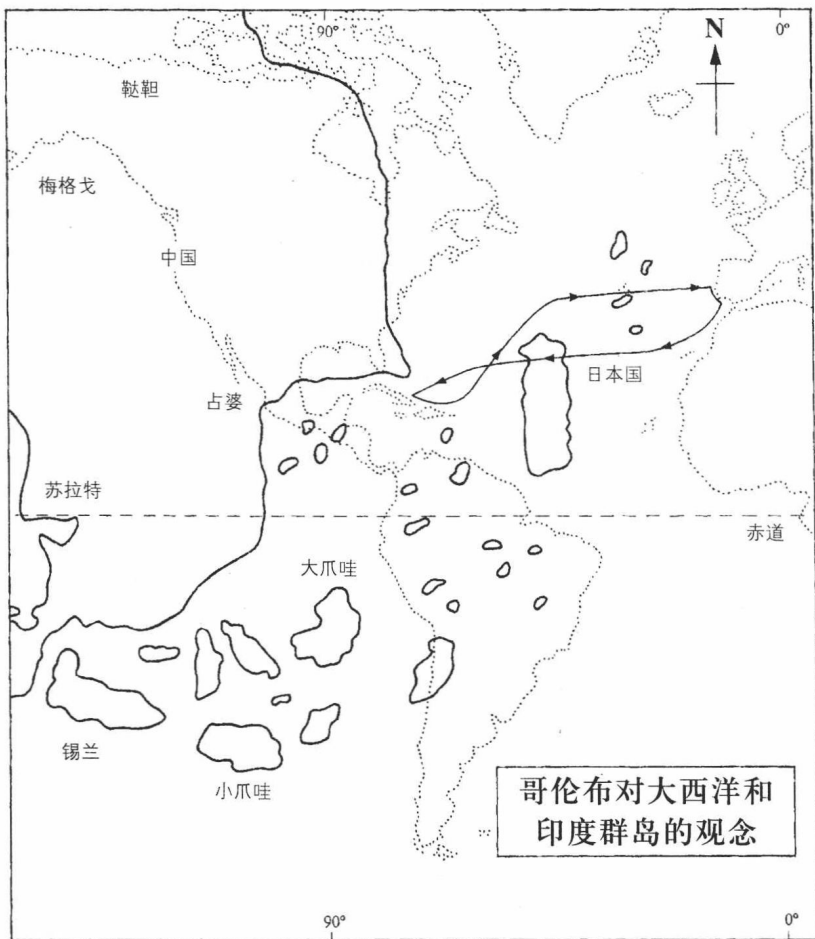 90°
0°
N
鞑靼
梅格戈
中国
日本国
占婆
苏拉特
赤道
大爪哇
锡兰
小爪哇
哥伦布对大西洋和
印度群岛的观念
90°
0°